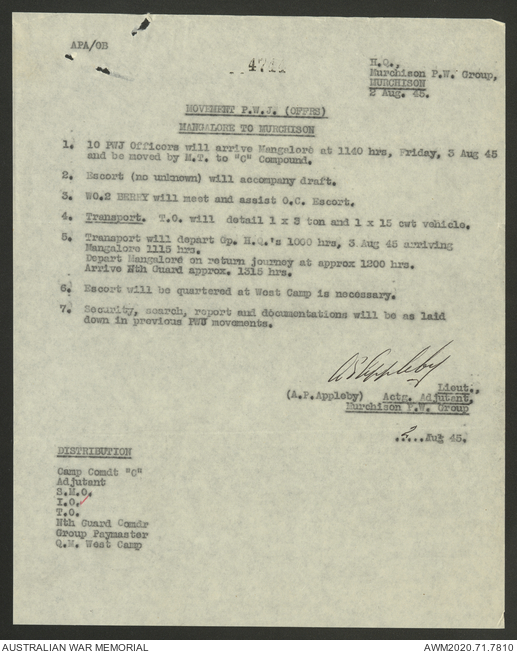 APA/OB
H.Q.,
Murchison P.W. Group,
MURCHISON
2 Aug. 45.
MOVEMENT P.W.J. (OFFRS)
MANGALORE TO MURCHISON
1. 10 PWJ Officers will arrive Mangalore at 1140 hrs, Friday, 3 Aug 45
and be moved by M.T. to "C" Compound.
2. Escort (no unknown) will accompany draft.
3. WO.2 BERRY will meet and assist O.C. Escort.
4. Transport. T.O. will detail 1 x 3 ton and 1 x 15 cwt vehicle.
5. Transport will depart Gp. H.Q.'s 1000 hrs, 3 Aug 45 arriving
Mangalore 1115 hrs.
Depart Mangalore on return journey at approx 1200 hrs.
Arrive Nth Guard approx. 1315 hrs.
6. Escort will be quartered at West Camp is necessary.
7. Security, search, report and documentations will be as laid
down in previous PWJ movements.
Lieut.,
(A.P.Appleby) Actg. Adjutant,
Murchison P.W. Group
2 Aug 45.
DISTRIBUTION
Camp Comdt "C"
Adjutant
S.M.O.
I.O.
T.O.
Nth Guard Comdr
Group Paymaster
Q.M. West Camp
AUSTRALIAN WAR MEMORIAL
AWM2020.71.7810